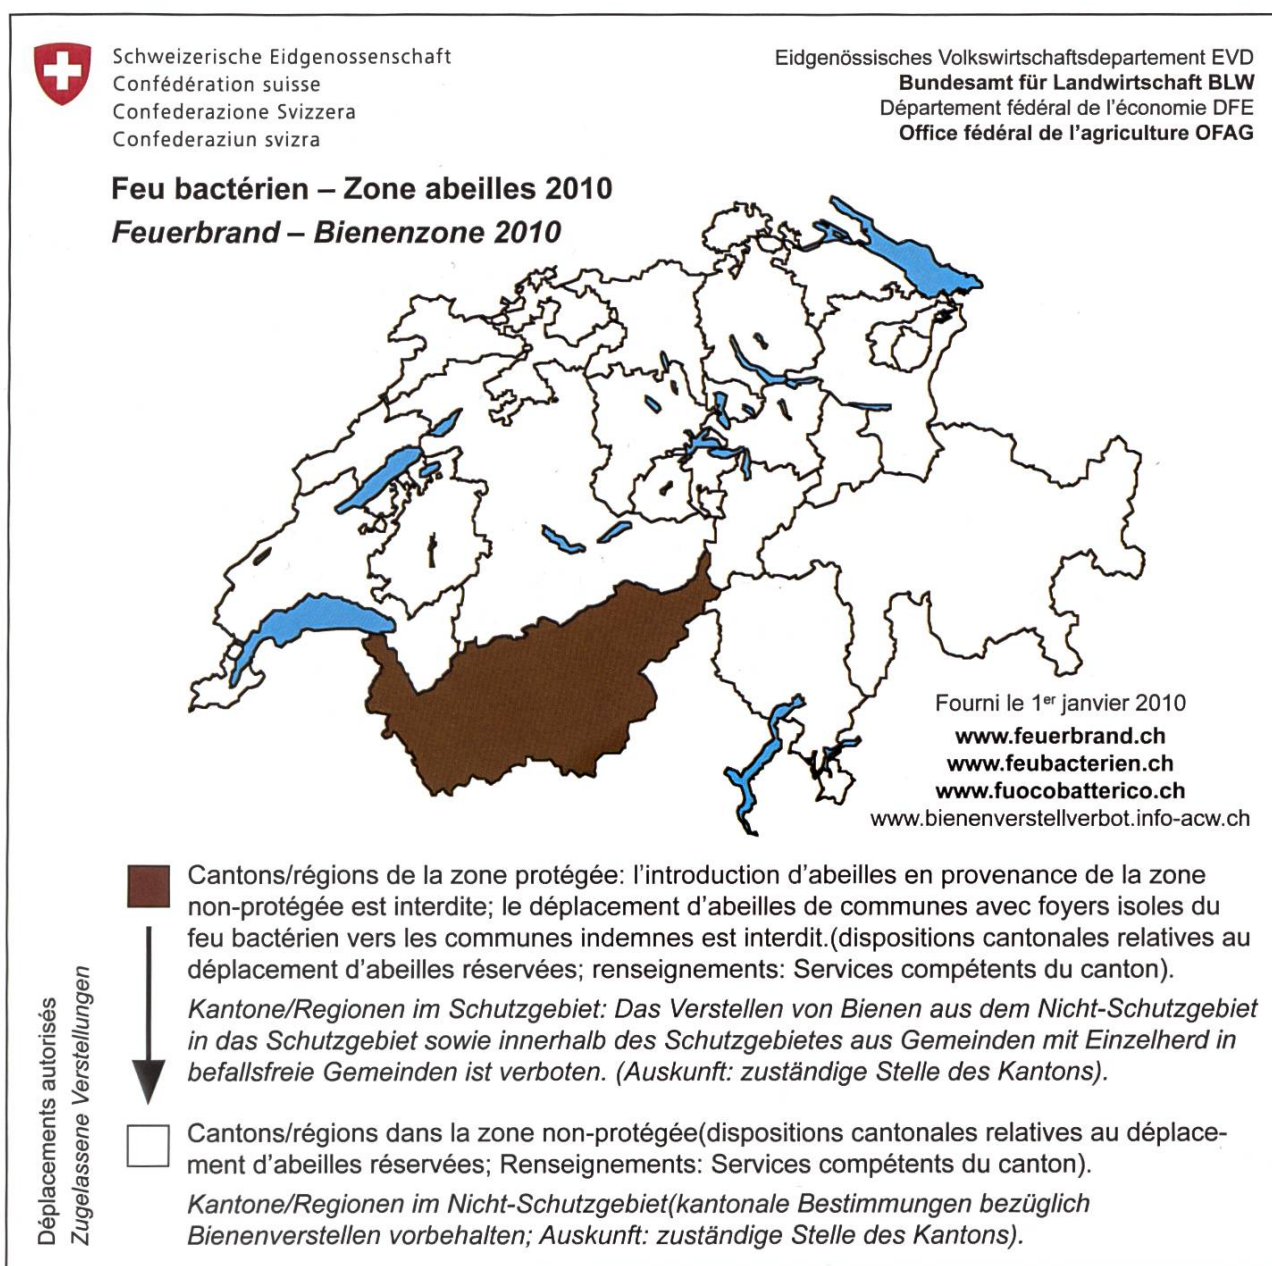 Schweizerische Eidgenossenschaft
Confédération suisse
Confederazione Svizzera
Confederaziun svizra
Eidgenössisches Volkswirtschaftsdepartement EVD
Bundesamt für Landwirtschaft BLW
Département fédéral de l'économie DFE
Office fédéral de l'agriculture OFAG
Feu bactérien – Zone abeilles 2010
Feuerbrand – Bienenzone 2010
Fourni le 1er janvier 2010
www.feuerbrand.ch
www.feubacterien.ch
www.fuocobatterico.ch
www.bienenverstellverbot.info-acw.ch
Déplacements autorisés
Zugelassene Verstellungen
Cantons/régions de la zone protégée: l'introduction d'abeilles en provenance de la zone
non-protégée est interdite; le déplacement d'abeilles de communes avec foyers isoles du
feu bactérien vers les communes indemnes est interdit.(dispositions cantonales relatives au
déplacement d'abeilles réservées; renseignements: Services compétents du canton).
Kantone/Regionen im Schutzgebiet: Das Verstellen von Bienen aus dem Nicht-Schutzgebiet
in das Schutzgebiet sowie innerhalb des Schutzgebietes aus Gemeinden mit Einzelherd in
befallsfreie Gemeinden ist verboten. (Auskunft: zuständige Stelle des Kantons).
Cantons/régions dans la zone non-protégée(dispositions cantonales relatives au déplace-
ment d'abeilles réservées; Renseignements: Services compétents du canton).
Kantone/Regionen im Nicht-Schutzgebiet(kantonale Bestimmungen bezüglich
Bienenverstellen vorbehalten; Auskunft: zuständige Stelle des Kantons).